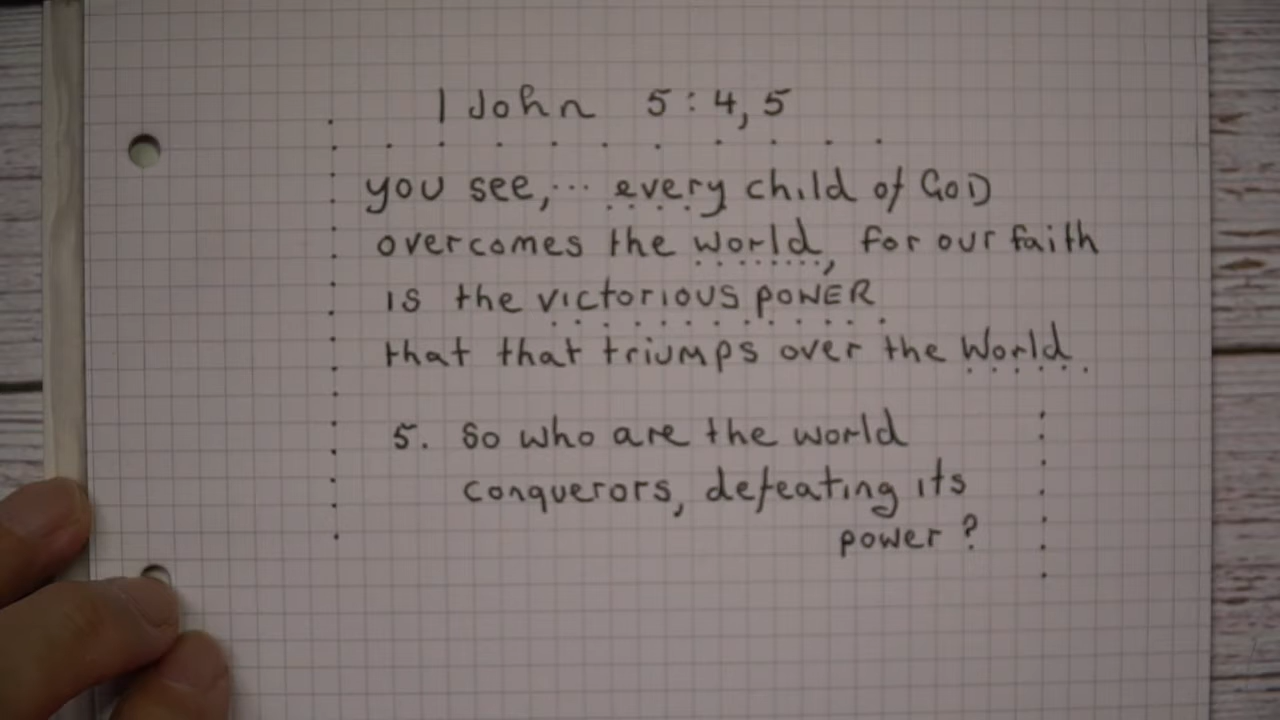 1 John 5:4,5
you see,... every child of GOD
overcomes the world, for our faith
is the victorious poWER
that that triumps over the World.
5. So who are the world
conquerors, defeating its
power?